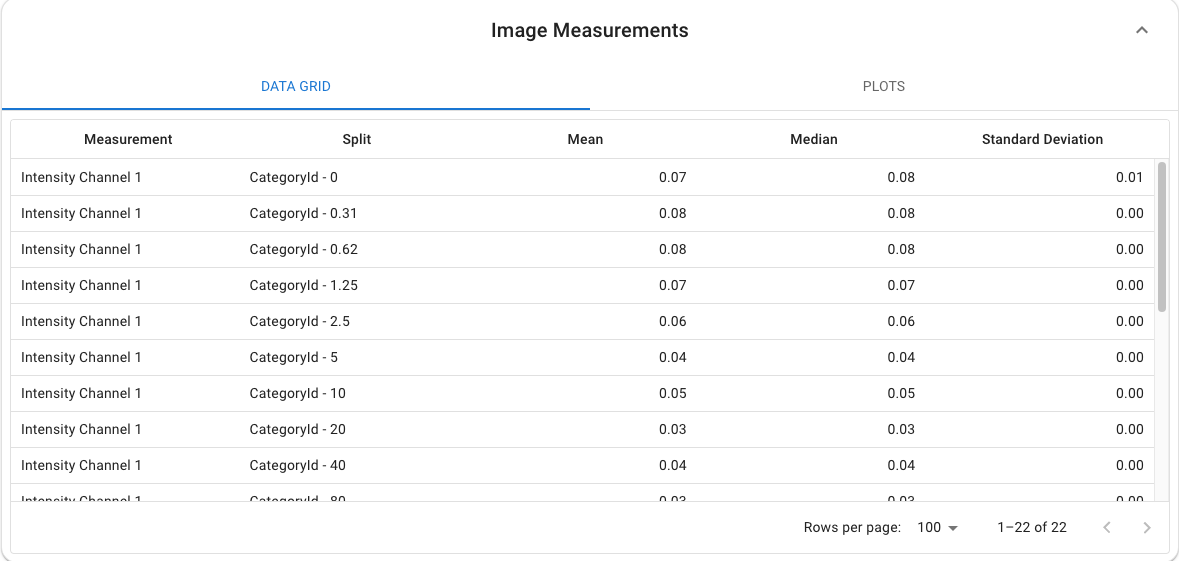 Image Measurements
DATA GRID PLOTS
Measurement Split Mean Median Standard Deviation
Intensity Channel 1 CategoryId - 0 0.07 0.08 0.01
Intensity Channel 1 CategoryId - 0.31 0.08 0.08 0.00
Intensity Channel 1 CategoryId - 0.62 0.08 0.08 0.00
Intensity Channel 1 CategoryId - 1.25 0.07 0.07 0.00
Intensity Channel 1 CategoryId - 2.5 0.06 0.06 0.00
Intensity Channel 1 CategoryId - 5 0.04 0.04 0.00
Intensity Channel 1 CategoryId - 10 0.05 0.05 0.00
Intensity Channel 1 CategoryId - 20 0.03 0.03 0.00
Intensity Channel 1 CategoryId - 40 0.04 0.04 0.00
Intensity Channel 1 CategoryId - 80
Rows per page: 100 1–22 of 22